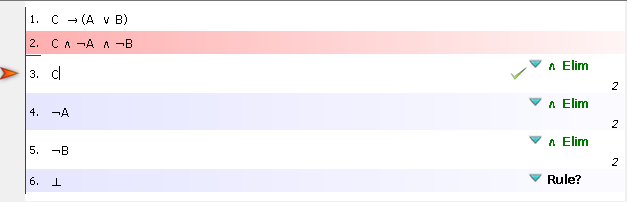 1. C → (A ∨ B)
2. C ∧ ¬A ∧ ¬B
3. C ∧ Elim
2
4. ¬A ∧ Elim
2
5. ¬B ∧ Elim
2
6. ⊥ Rule?